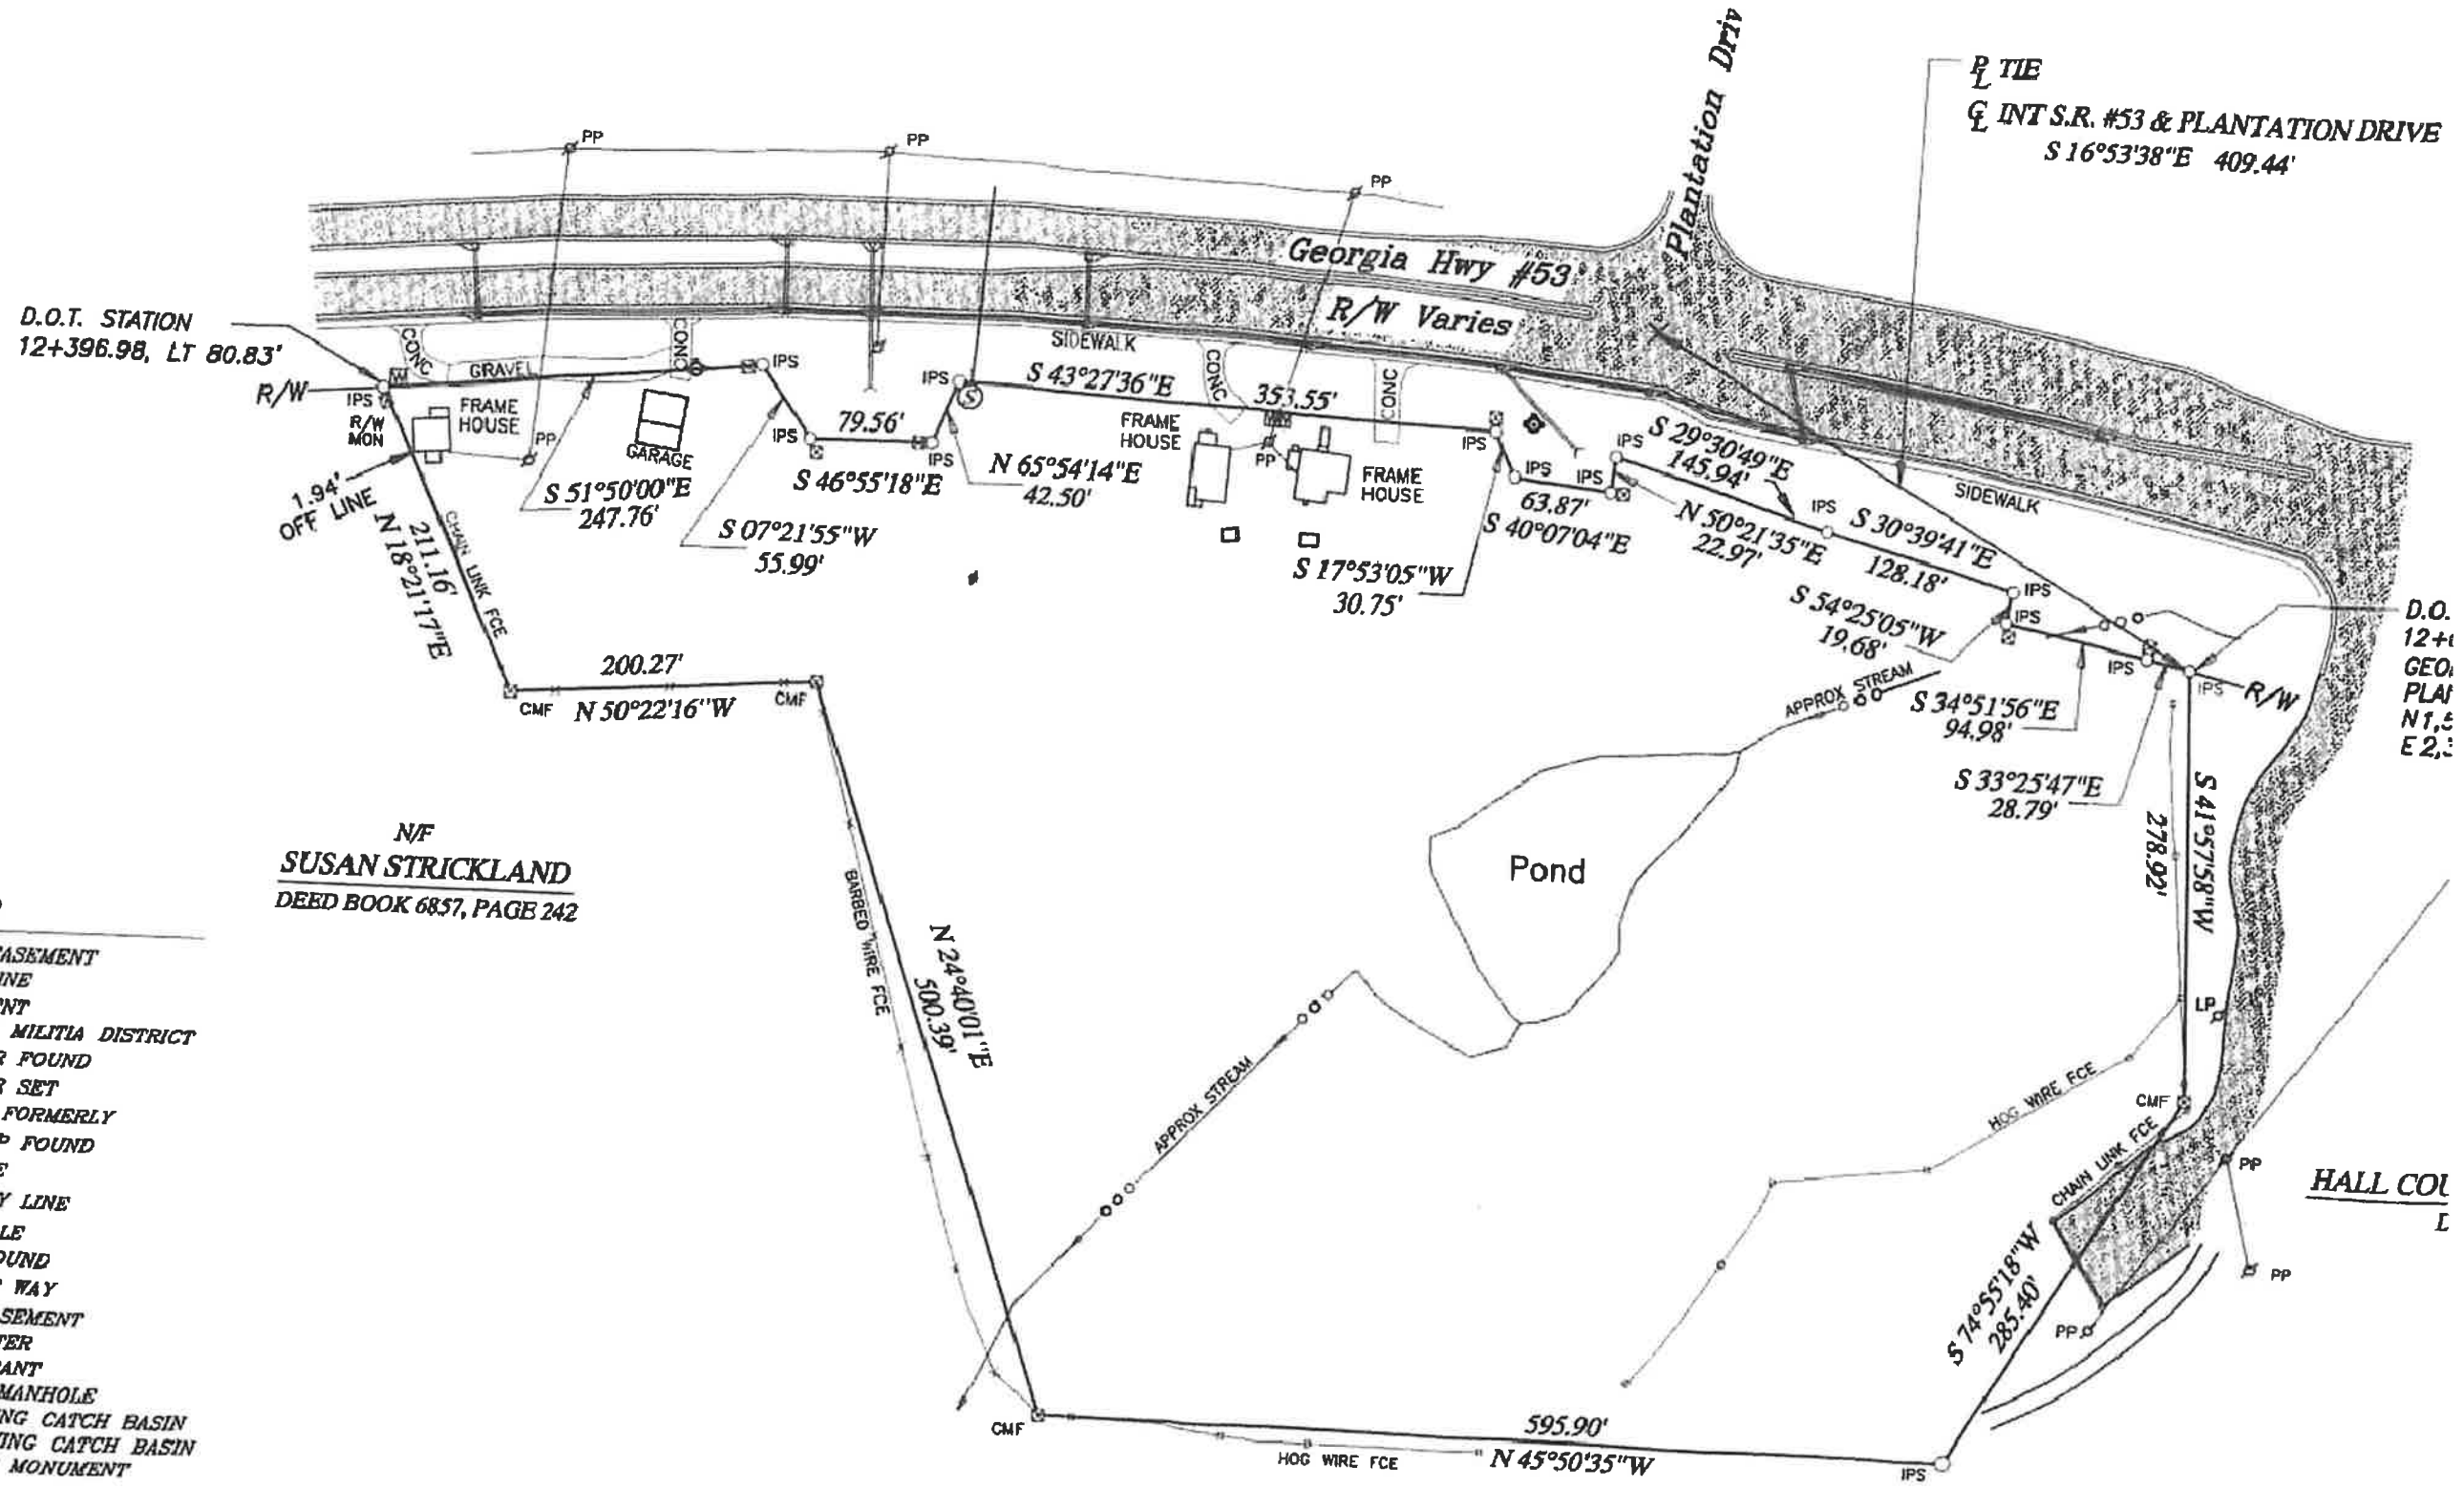 Plantation Driv
P L TIE
C L INT S.R. #53 & PLANTATION DRIVE
S 16°53'38"E 409.44'
PP
PP
PP
Georgia Hwy #53
R/W Varies
D.O.T. STATION
12+396.98, LT 80.83'
R/W
IPS
R/W
MON
W
CONC
GRAVEL
CONC
IPS
FRAME
HOUSE
PP
GARAGE
1.94'
OFF LINE
S 51°50'00"E
247.76'
IPS
79.56'
IPS
S 46°55'18"E
S 07°21'55"W
55.99'
IPS
S
N 65°54'14"E
42.50'
SIDEWALK
S 43°27'36"E
353.55'
CONC
CONC
FRAME
HOUSE
PP
FRAME
HOUSE
IPS
IPS
IPS
IPS
63.87'
S 40°07'04"E
S 17°53'05"W
30.75'
S 29°30'49"E
145.94'
N 50°21'35"E
22.97'
IPS
S 30°39'41"E
128.18'
SIDEWALK
IPS
IPS
S 54°25'05"W
19.68'
IPS
IPS
R/W
S 34°51'56"E
94.98'
S 33°25'47"E
28.79'
D.O.
12+
GEO
PLA
N 1,5
E 2,
211.16'
N 18°21'17"E
CHAIN LINK FCE
200.27'
CMF
N 50°22'16"W
CMF
APPROX STREAM
Pond
S 41°57'58"W
278.92'
N/F
SUSAN STRICKLAND
DEED BOOK 6857, PAGE 242
BARBED WIRE FCE
N 24°40'01"E
500.39'
APPROX STREAM
HOG WIRE FCE
LP
CMF
CHAIN LINK FCE
PP
HALL COU
PP
PP
S 74°55'18"W
285.40'
CMF
595.90'
HOG WIRE FCE
N 45°50'35"W
IPS
ASEMENT
INE
ENT
MILITIA DISTRICT
R FOUND
R SET
FORMERLY
P FOUND
E
Y LINE
LE
OUND
WAY
SEMENT
TER
RANT
MANHOLE
NG CATCH BASIN
ING CATCH BASIN
MONUMENT